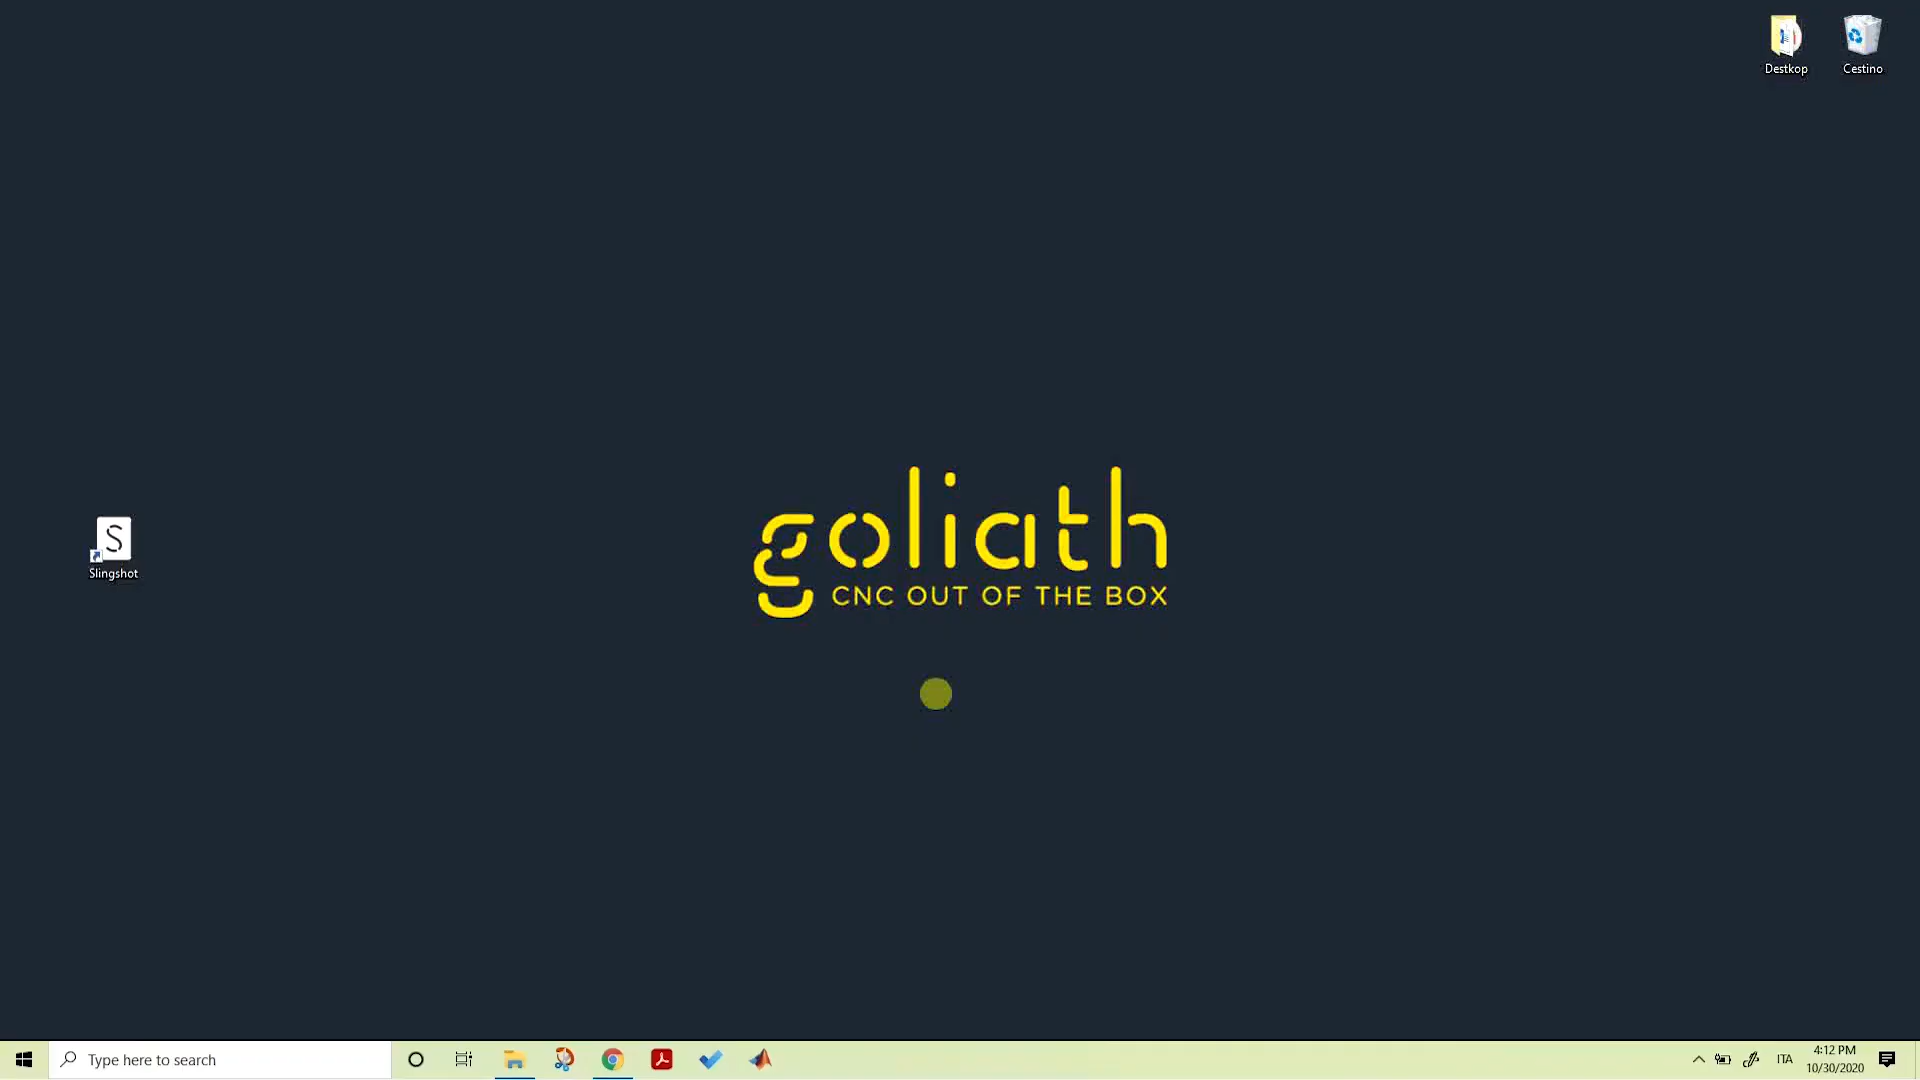 Destkop
Cestino
S
Slingshot
goliath
CNC OUT OF THE BOX
Type here to search
ITA
4:12 PM
10/30/2020